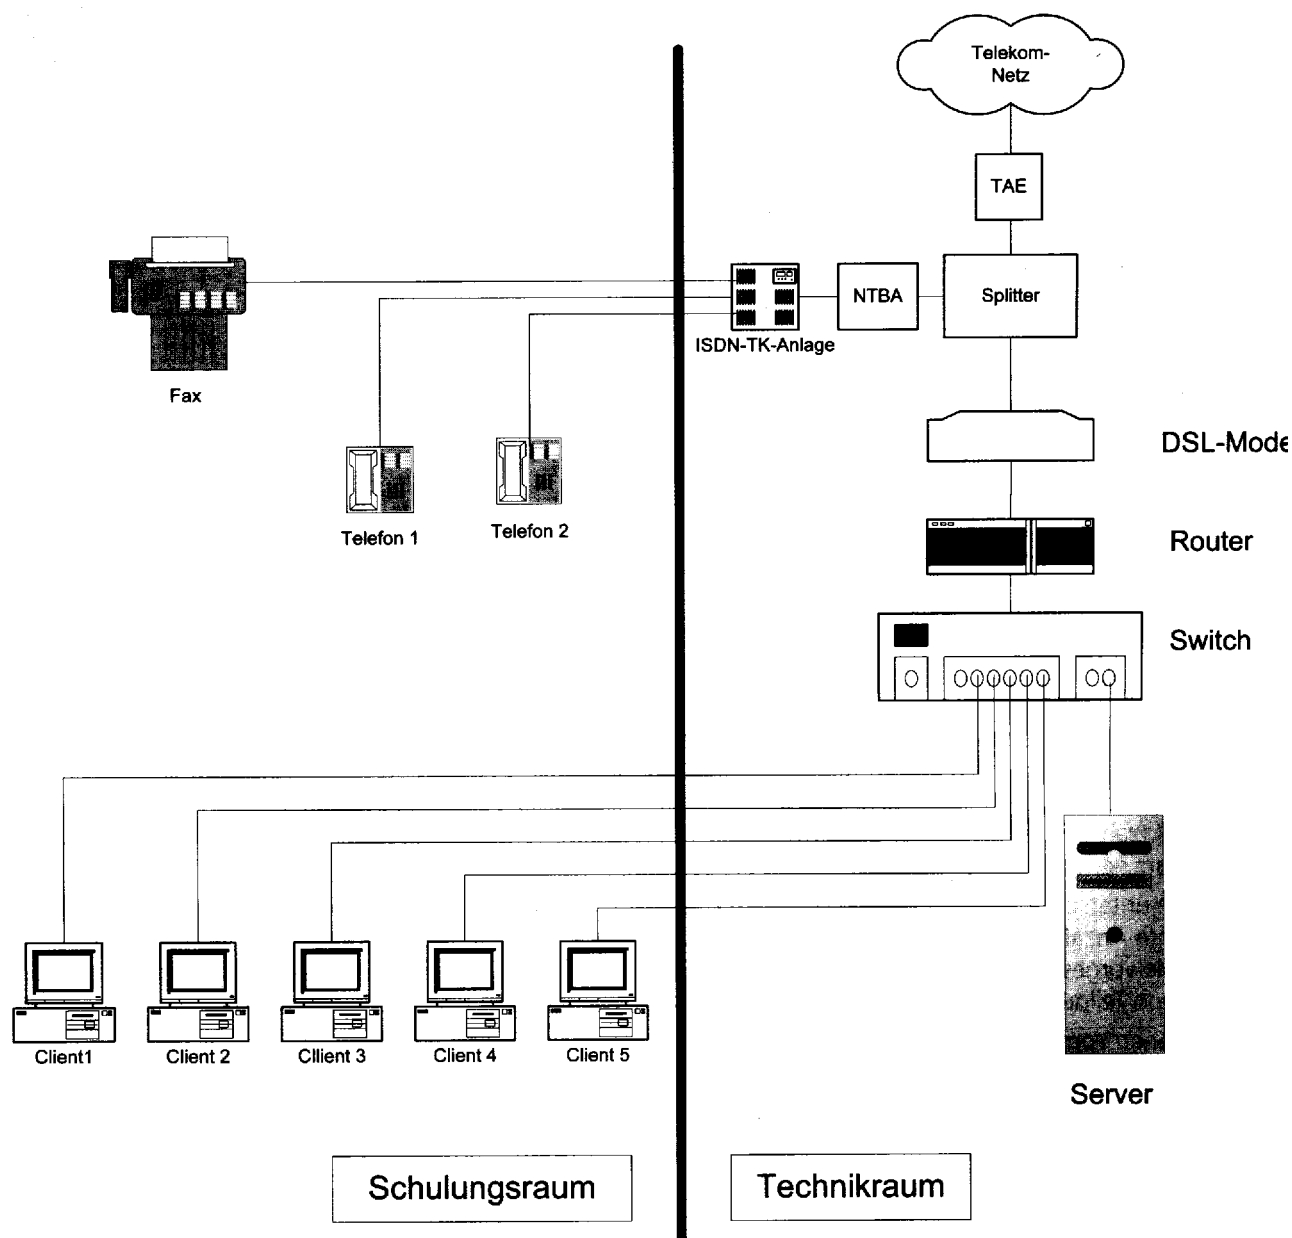 Telekom-
Netz
TAE
NTBA
Splitter
ISDN-TK-Anlage
Fax
DSL-Mode
Telefon 1
Telefon 2
Router
Switch
Client1
Client 2
Cllient 3
Client 4
Client 5
Server
Schulungsraum
Technikraum